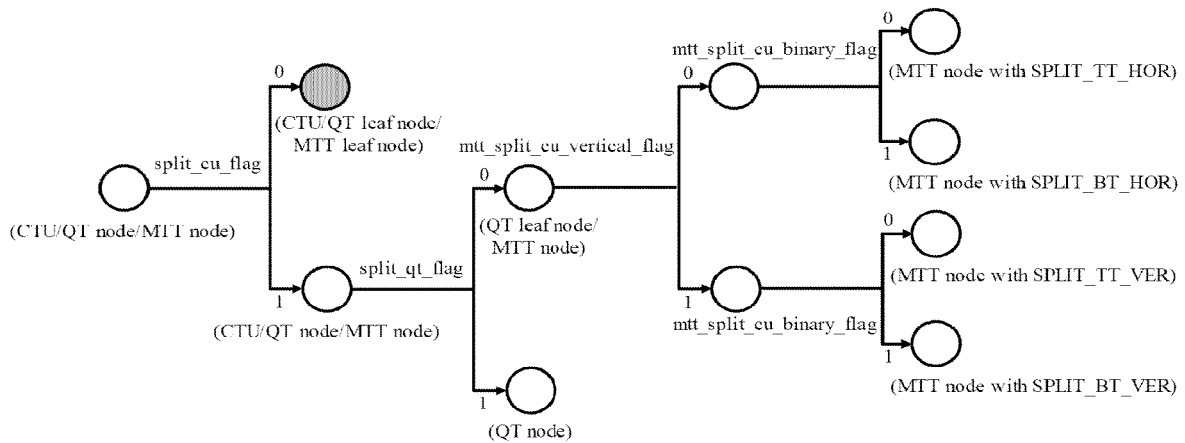 0
mtt_split_cu_binary_flag
(MTT node with SPLIT_TT_HOR)
0
0
(CTU/QT leaf node/
MTT leaf node)
1
split_cu_flag
mtt_split_cu_vertical_flag
(MTT node with SPLIT_BT_HOR)
0
(CTU/QT node/MTT node)
(QT leaf node/
MTT node)
0
split_qt_flag
(MTT node with SPLIT_TT_VER)
1
1
mtt_split_cu_binary_flag
(CTU/QT node/MTT node)
1
(MTT node with SPLIT_BT_VER)
1
(QT node)